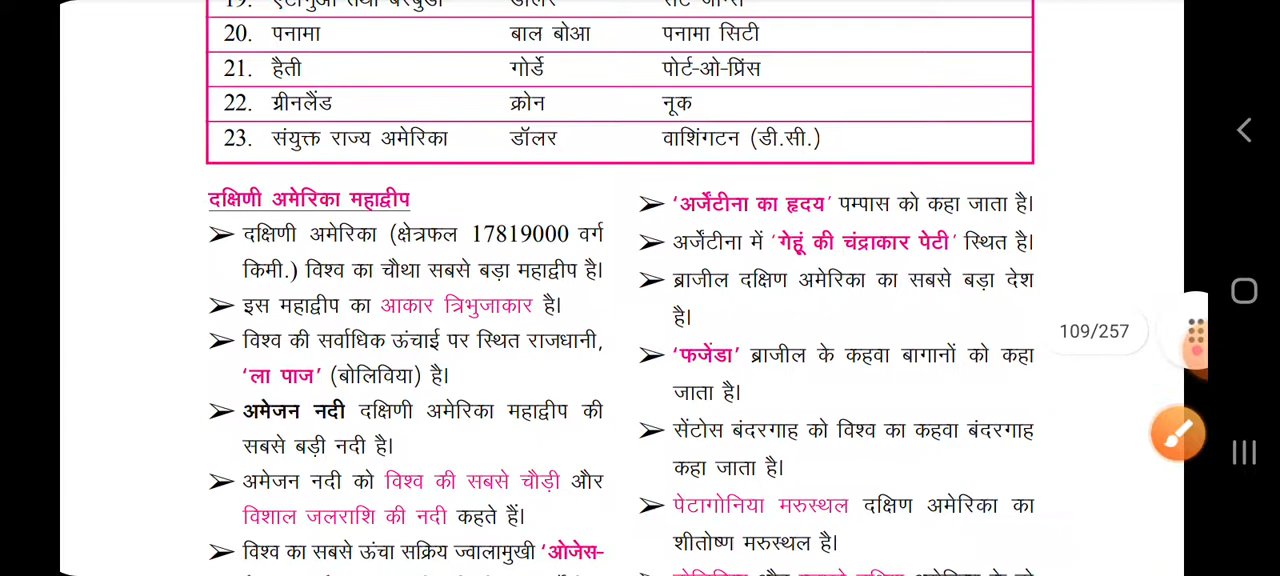 20. पनामा बाल बोआ पनामा सिटी
21. हैती गोर्डे पोर्ट-ओ-प्रिंस
22. ग्रीनलैंड क्रोन नूक
23. संयुक्त राज्य अमेरिका डॉलर वाशिंगटन (डी.सी.)
दक्षिणी अमेरिका महाद्वीप
➢ दक्षिणी अमेरिका (क्षेत्रफल 17819000 वर्ग
किमी.) विश्व का चौथा सबसे बड़ा महाद्वीप है।
➢ इस महाद्वीप का आकार त्रिभुजाकार है।
➢ विश्व की सर्वाधिक ऊंचाई पर स्थित राजधानी,
'ला पाज' (बोलिविया) है।
➢ अमेजन नदी दक्षिणी अमेरिका महाद्वीप की
सबसे बड़ी नदी है।
➢ अमेजन नदी को विश्व की सबसे चौड़ी और
विशाल जलराशि की नदी कहते हैं।
➢ विश्व का सबसे ऊंचा सक्रिय ज्वालामुखी 'ओजेस-
➢ 'अर्जेंटीना का हृदय' पम्पास को कहा जाता है।
➢ अर्जेंटीना में 'गेहूं की चंद्राकार पेटी' स्थित है।
➢ ब्राजील दक्षिण अमेरिका का सबसे बड़ा देश
है।
➢ 'फजेंडा' ब्राजील के कहवा बागानों को कहा
जाता है।
➢ सेंटोस बंदरगाह को विश्व का कहवा बंदरगाह
कहा जाता है।
➢ पेटागोनिया मरुस्थल दक्षिण अमेरिका का
शीतोष्ण मरुस्थल है।
109/257